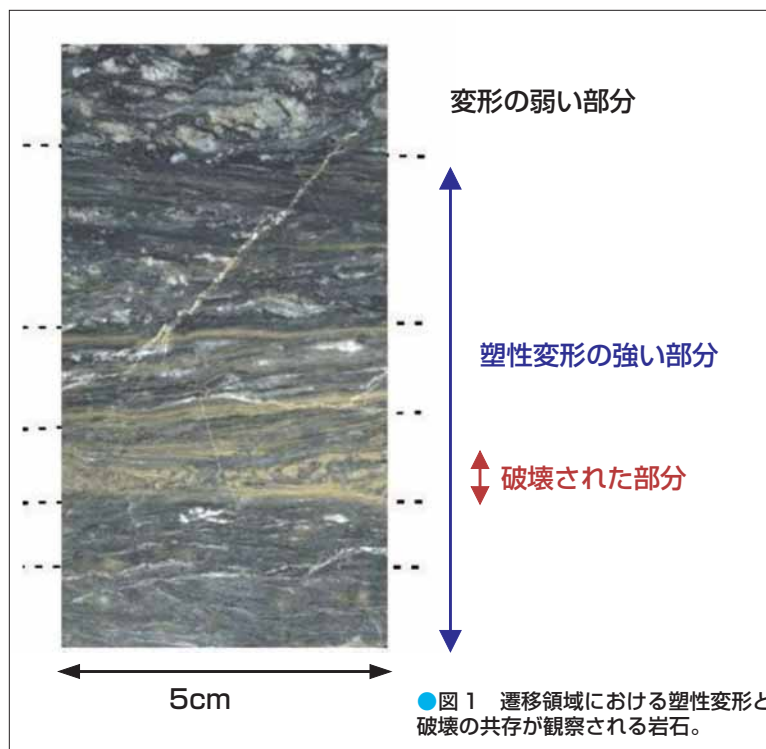 変形の弱い部分
塑性変形の強い部分
破壊された部分
5cm
●図1 遷移領域における塑性変形と
破壊の共存が観察される岩石。